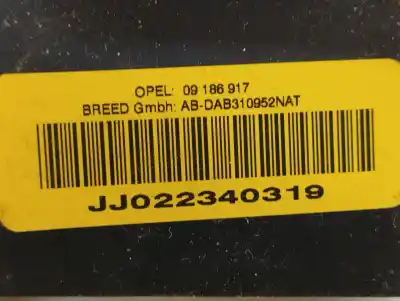 OPEL: 09 186 917
BREED Gmbh: AB-DAB310952NAT
JJ022340319